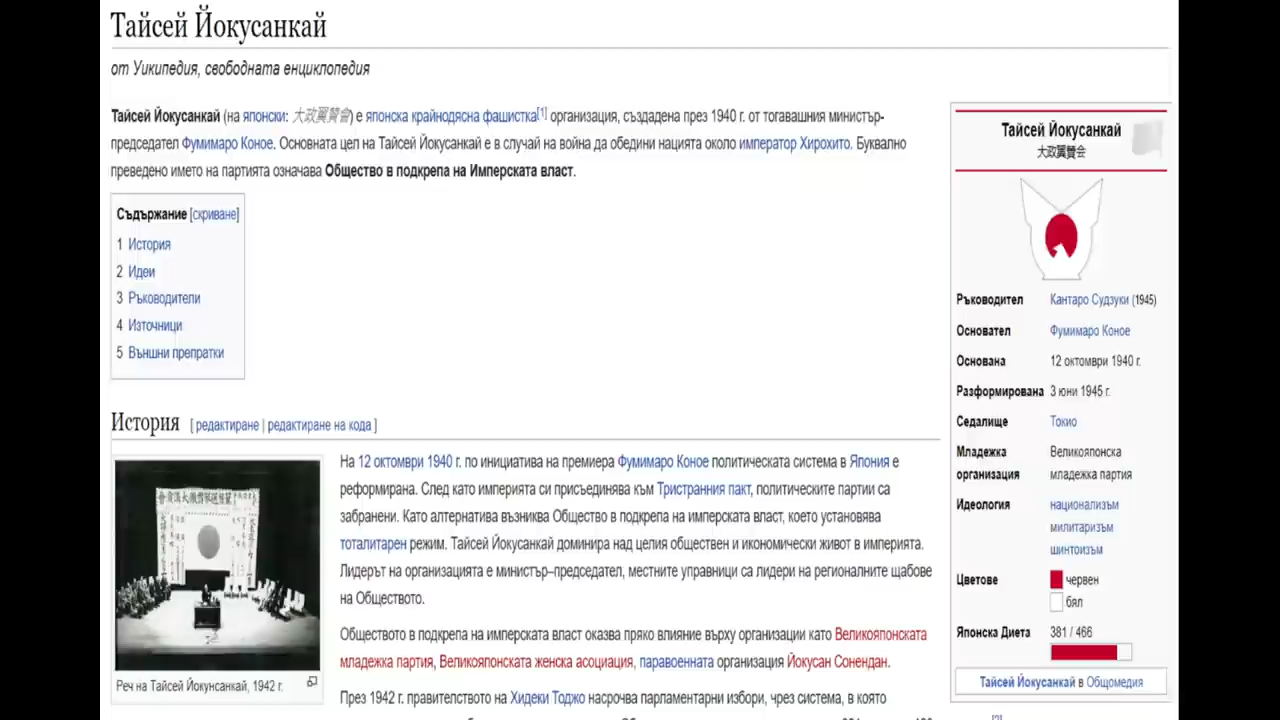 Тайсей Йокусанкай
от Уикипедия, свободната енциклопедия
Тайсей Йокусанкай (на японски: 大政翼賛會) е японска крайнодясна фашистка[1] организация, създадена през 1940 г. от тогавашния министър-
председател Фумимаро Коное. Основната цел на Тайсей Йокусанкай е в случай на война да обедини нацията около император Хирохито. Буквално
преведено името на партията означава Общество в подкрепа на Имперската власт.
Съдържание [скриване]
1 История
2 Идеи
3 Ръководители
4 Източници
5 Външни препратки
История [ редактиране | редактиране на кода ]
На 12 октомври 1940 г. по инициатива на премиера Фумимаро Коное политическата система в Япония е
реформирана. След като империята си присъединява към Тристранния пакт, политическите партии са
забранени. Като алтернатива възниква Общество в подкрепа на имперската власт, което установява
тоталитарен режим. Тайсей Йокусанкай доминира над целия обществен и икономически живот в империята.
Лидерът на организацията е министър–председател, местните управници са лидери на регионалните щабове
на Обществото.
Обществото в подкрепа на имперската власт оказва пряко влияние върху организации като Великояпонската
младежка партия, Великояпонската женска асоциация, паравоенната организация Йокусан Сонендан.
През 1942 г. правителството на Хидеки Тоджо насрочва парламентарни избори, чрез система, в която
Реч на Тайсей Йокунсанкай, 1942 г.
Тайсей Йокусанкай
大政翼贊会
Ръководител Кантаро Судзуки (1945)
Основател Фумимаро Коное
Основана 12 октомври 1940 г.
Разформирована 3 юни 1945 г.
Седалище Токио
Младежка Великояпонска
организация младежка партия
Идеология национализъм
милитаризъм
шинтоизъм
Цветове червен
бял
Японска Диета 381 / 466
Тайсей Йокусанкай в Общомедия